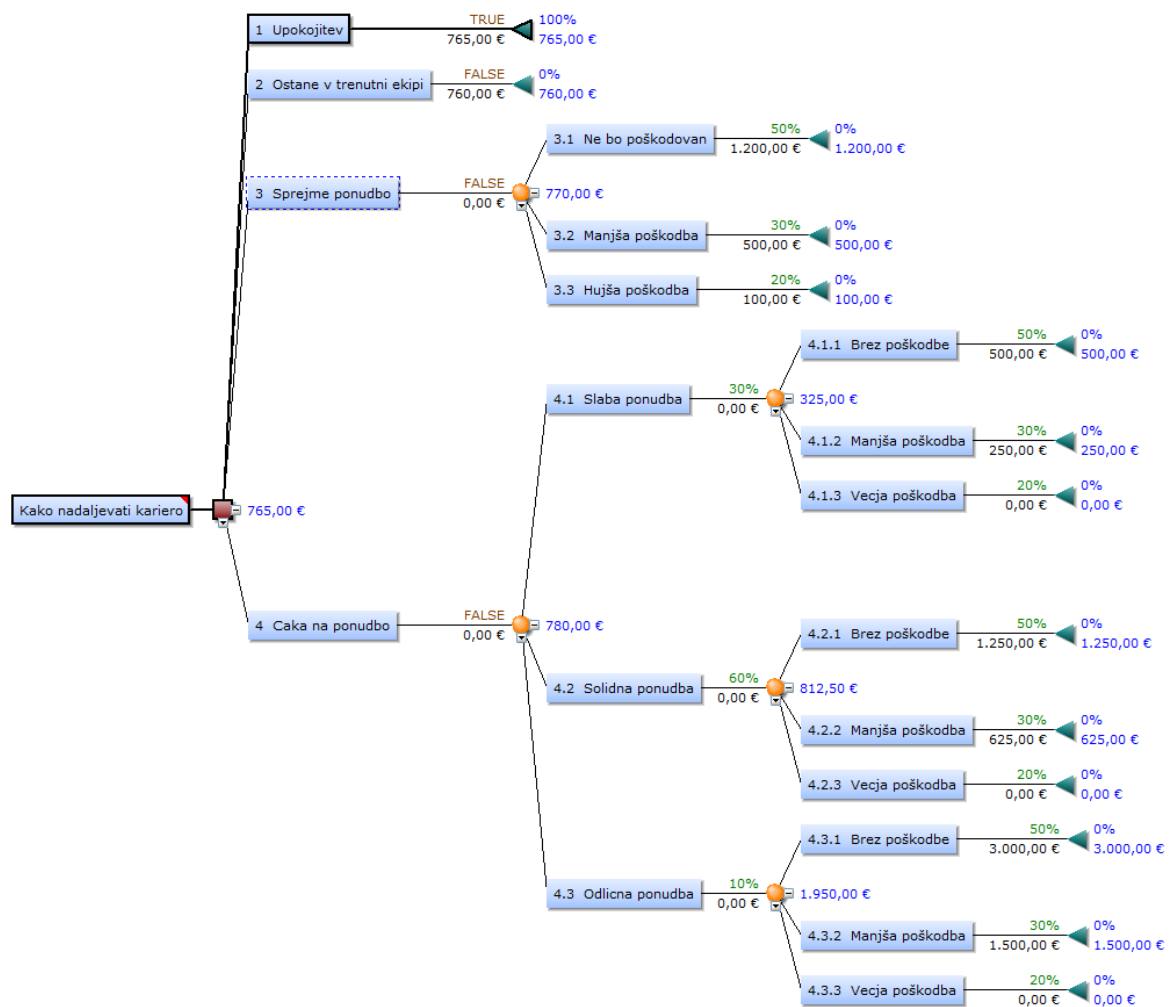 1 Upokojitev
TRUE
765,00 €
100%
765,00 €
2 Ostane v trenutni ekipi
FALSE
760,00 €
0%
760,00 €
3 Sprejme ponudbo
FALSE
0,00 €
770,00 €
3.1 Ne bo poškodovan
50%
1.200,00 €
0%
1.200,00 €
3.2 Manjša poškodba
30%
500,00 €
0%
500,00 €
3.3 Hujša poškodba
20%
100,00 €
0%
100,00 €
Kako nadaljevati kariero
765,00 €
4 Caka na ponudbo
FALSE
0,00 €
780,00 €
4.1 Slaba ponudba
30%
0,00 €
325,00 €
4.1.1 Brez poškodbe
50%
500,00 €
0%
500,00 €
4.1.2 Manjša poškodba
30%
250,00 €
0%
250,00 €
4.1.3 Vecja poškodba
20%
0,00 €
0%
0,00 €
4.2 Solidna ponudba
60%
0,00 €
812,50 €
4.2.1 Brez poškodbe
50%
1.250,00 €
0%
1.250,00 €
4.2.2 Manjša poškodba
30%
625,00 €
0%
625,00 €
4.2.3 Vecja poškodba
20%
0,00 €
0%
0,00 €
4.3 Odlicna ponudba
10%
0,00 €
1.950,00 €
4.3.1 Brez poškodbe
50%
3.000,00 €
0%
3.000,00 €
4.3.2 Manjša poškodba
30%
1.500,00 €
0%
1.500,00 €
4.3.3 Vecja poškodba
20%
0,00 €
0%
0,00 €